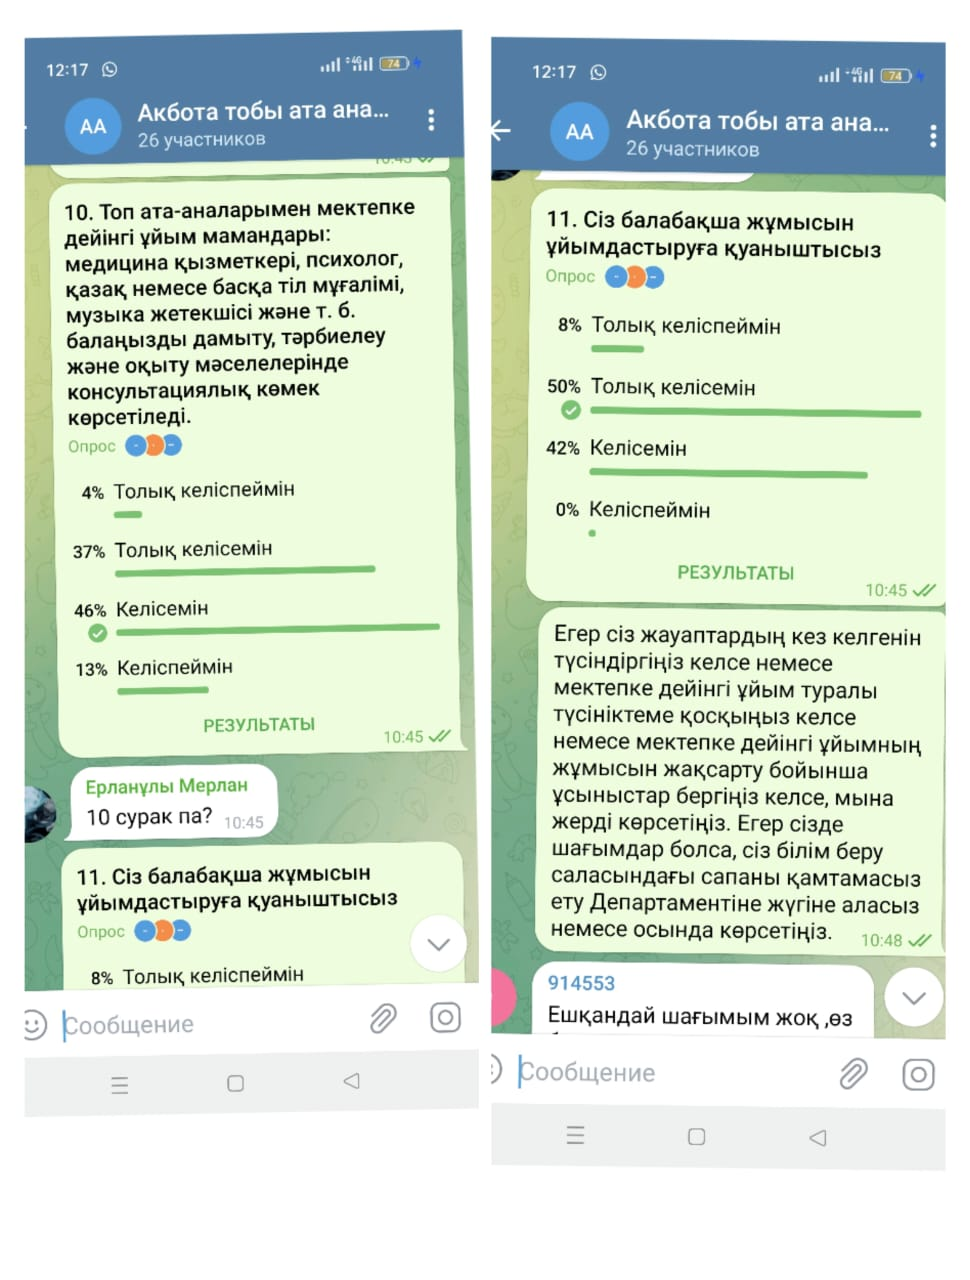 12:17
4G
74
AA
Акбота тобы ата ана...
26 участников
10. Топ ата-аналарымен мектепке
дейінгі ұйым мамандары:
медицина қызметкері, психолог,
қазақ немесе басқа тіл мұғалімі,
музыка жетекшісі және т. б.
балаңызды дамыту, тәрбиелеу
және оқыту мәселелерінде
консультациялық көмек
көрсетіледі.
Опрос
4% Толық келіспеймін
37% Толық келісемін
46% Келісемін
13% Келіспеймін
РЕЗУЛЬТАТЫ
10:45
Ерланұлы Мерлан
10 сурак па? 10:45
11. Сіз балабақша жұмысын
ұйымдастыруға қуаныштысыз
Опрос
8% Толық келіспеймін
Сообщение
12:17
4G
74
AA
Акбота тобы ата ана...
26 участников
11. Сіз балабақша жұмысын
ұйымдастыруға қуаныштысыз
Опрос
8% Толық келіспеймін
50% Толық келісемін
42% Келісемін
0% Келіспеймін
РЕЗУЛЬТАТЫ
10:45
Егер сіз жауаптардың кез келгенін
түсіндіргіңіз келсе немесе
мектепке дейінгі ұйым туралы
түсініктеме қосқыңыз келсе
немесе мектепке дейінгі ұйымның
жұмысын жақсарту бойынша
ұсыныстар бергіңіз келсе, мына
жерді көрсетіңіз. Егер сізде
шағымдар болса, сіз білім беру
саласындағы сапаны қамтамасыз
ету Департаментіне жүгіне аласыз
немесе осында көрсетіңіз. 10:48
914553
Ешқандай шағымым жоқ ,өз
Сообщение